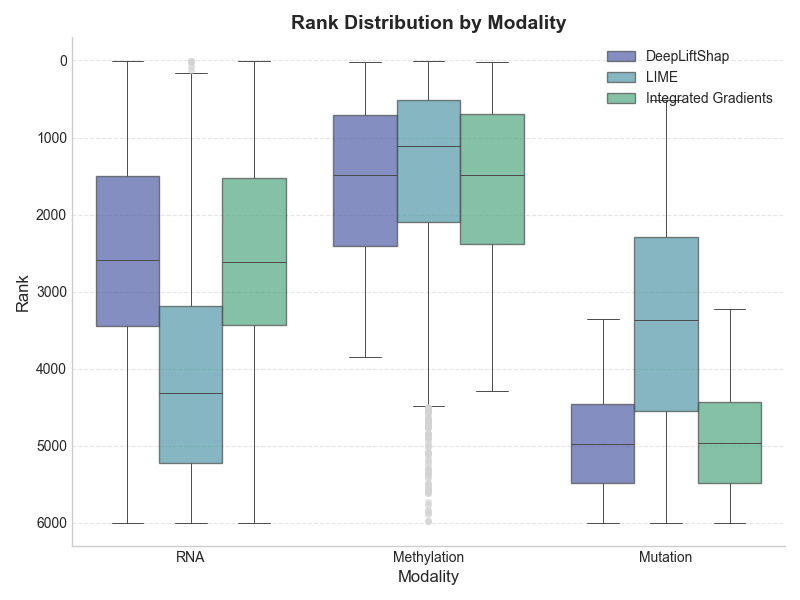 Rank Distribution by Modality
DeepLiftShap
LIME
Integrated Gradients
0
1000
2000
3000
4000
5000
6000
Rank
RNA
Methylation
Mutation
Modality